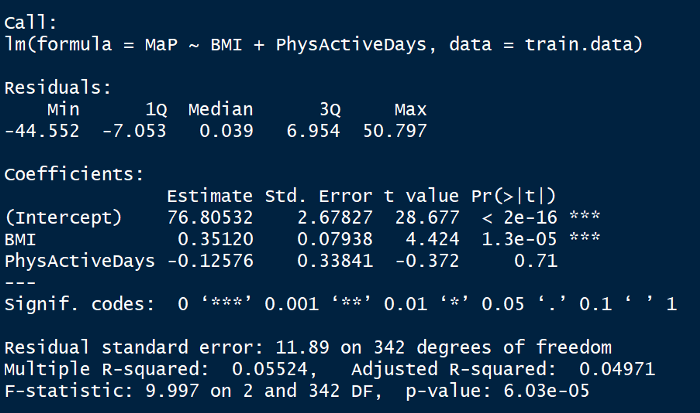 Call:
lm(formula = MaP ~ BMI + PhysActiveDays, data = train.data)
Residuals:
Min 1Q Median 3Q Max
-44.552 -7.053 0.039 6.954 50.797
Coefficients:
Estimate Std. Error t value Pr(>|t|)
(Intercept) 76.80532 2.67827 28.677 < 2e-16 ***
BMI 0.35120 0.07938 4.424 1.3e-05 ***
PhysActiveDays -0.12576 0.33841 -0.372 0.71
---
Signif. codes: 0 ‘***’ 0.001 ‘**’ 0.01 ‘*’ 0.05 ‘.’ 0.1 ‘ ’ 1
Residual standard error: 11.89 on 342 degrees of freedom
Multiple R-squared: 0.05524, Adjusted R-squared: 0.04971
F-statistic: 9.997 on 2 and 342 DF, p-value: 6.03e-05